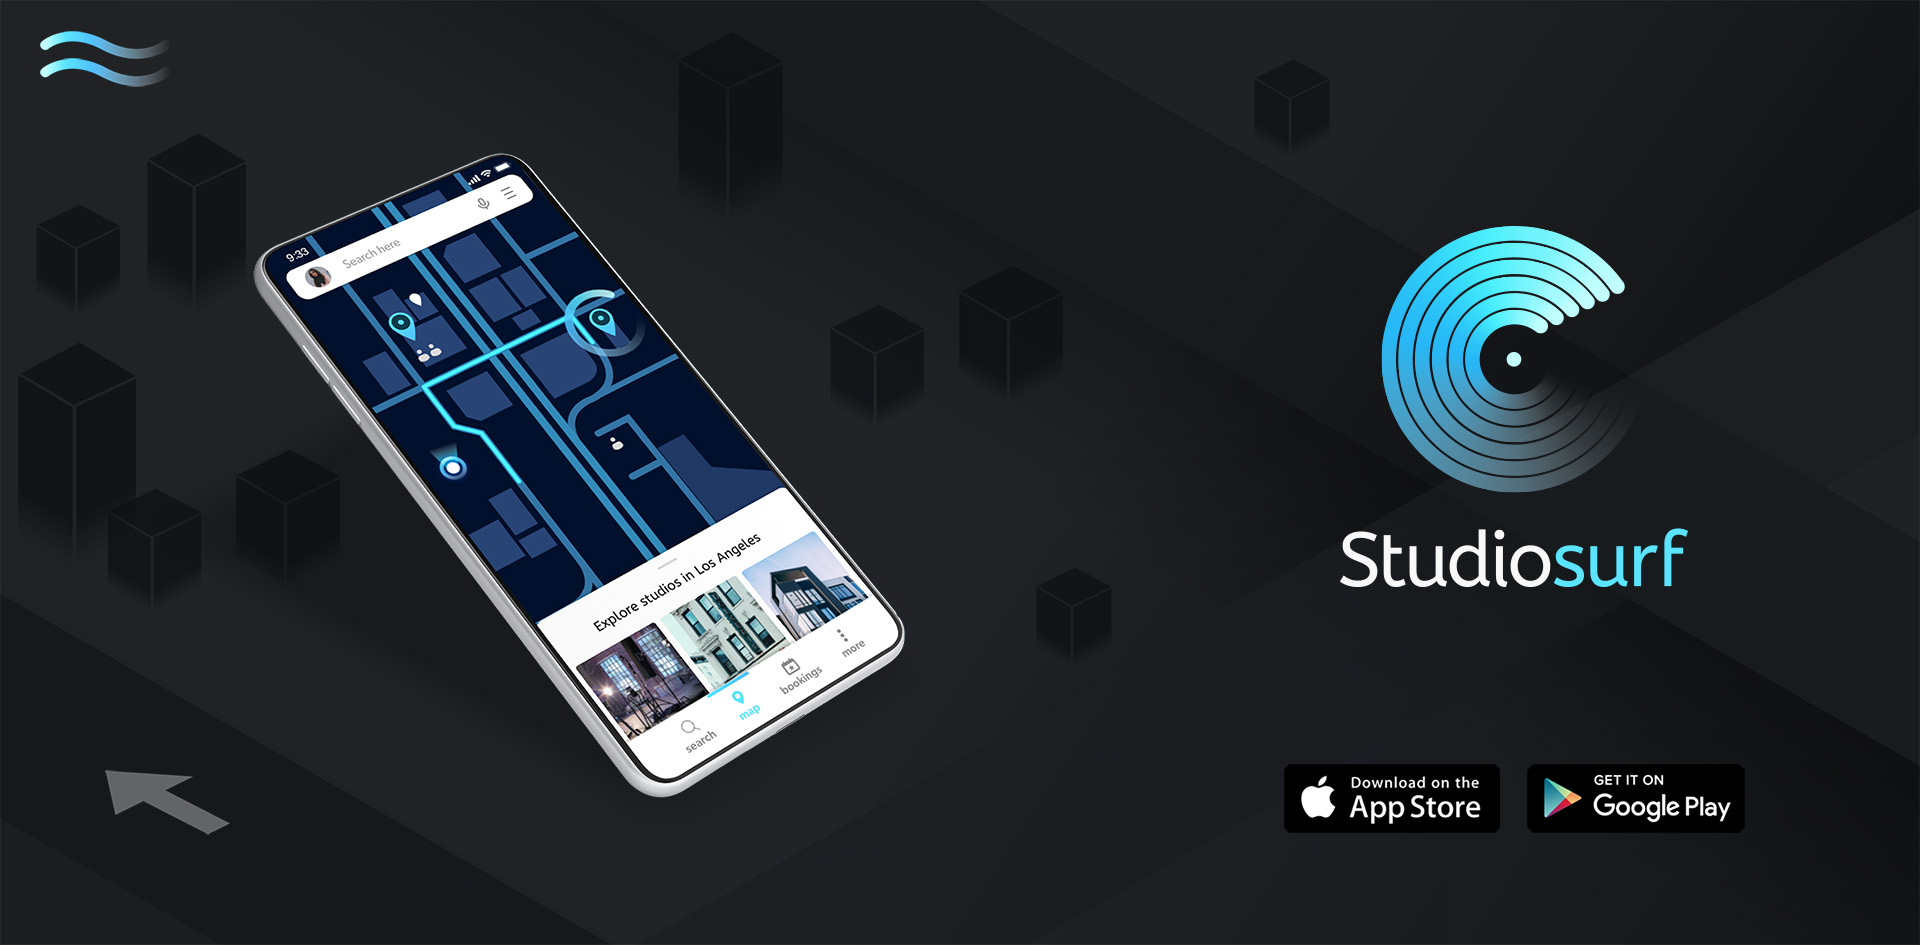 9:33
Search here
Explore studios in Los Angeles
search
map
bookings
more
Studiosurf
Download on the
App Store
GET IT ON
Google Play